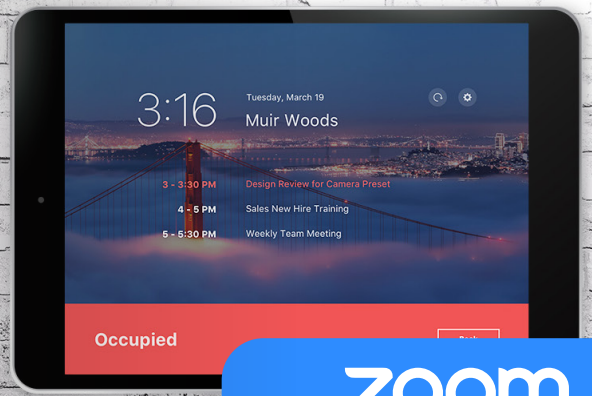 3:16
Tuesday, March 19
Muir Woods
3 - 3:30 PM Design Review for Camera Preset
4 - 5 PM Sales New Hire Training
5 - 5:30 PM Weekly Team Meeting
Occupied
zoom